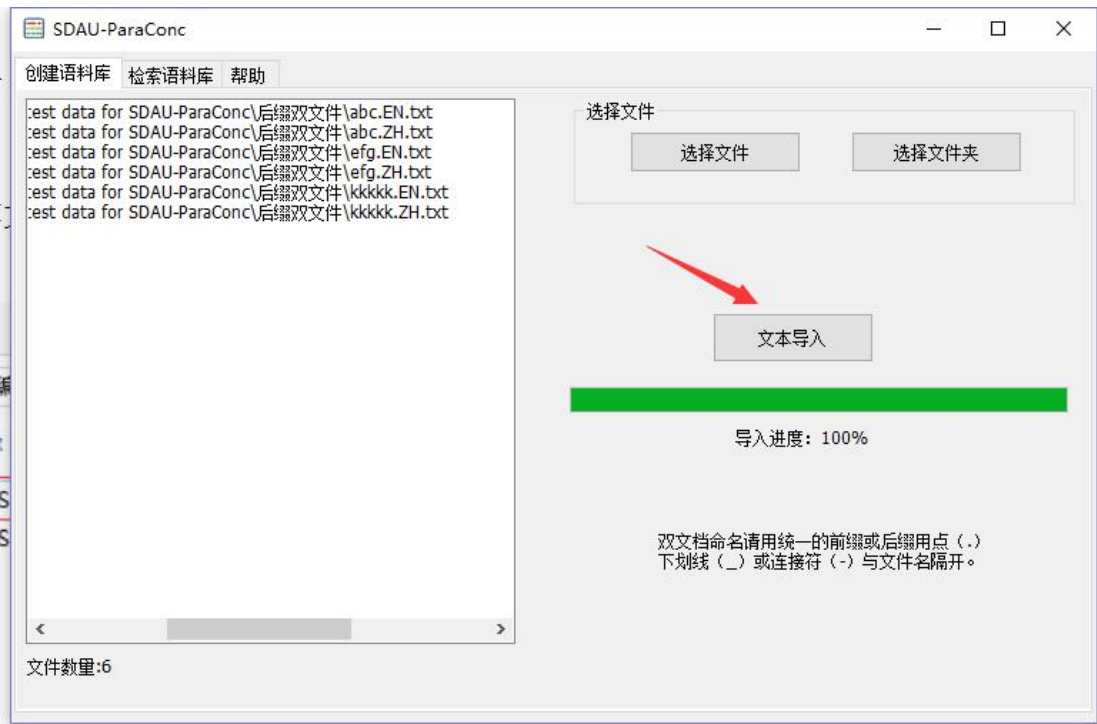 SDAU-ParaConc
创建语料库 检索语料库 帮助
test data for SDAU-ParaConc\后缀双文件\abc.EN.txt
test data for SDAU-ParaConc\后缀双文件\abc.ZH.txt
test data for SDAU-ParaConc\后缀双文件\efg.EN.txt
test data for SDAU-ParaConc\后缀双文件\efg.ZH.txt
test data for SDAU-ParaConc\后缀双文件\kkkkk.EN.txt
test data for SDAU-ParaConc\后缀双文件\kkkkk.ZH.txt
文件数量:6
选择文件
选择文件 选择文件夹
文本导入
导入进度：100%
双文档命名请用统一的前缀或后缀用点（.）
下划线（_）或连接符（-）与文件名隔开。